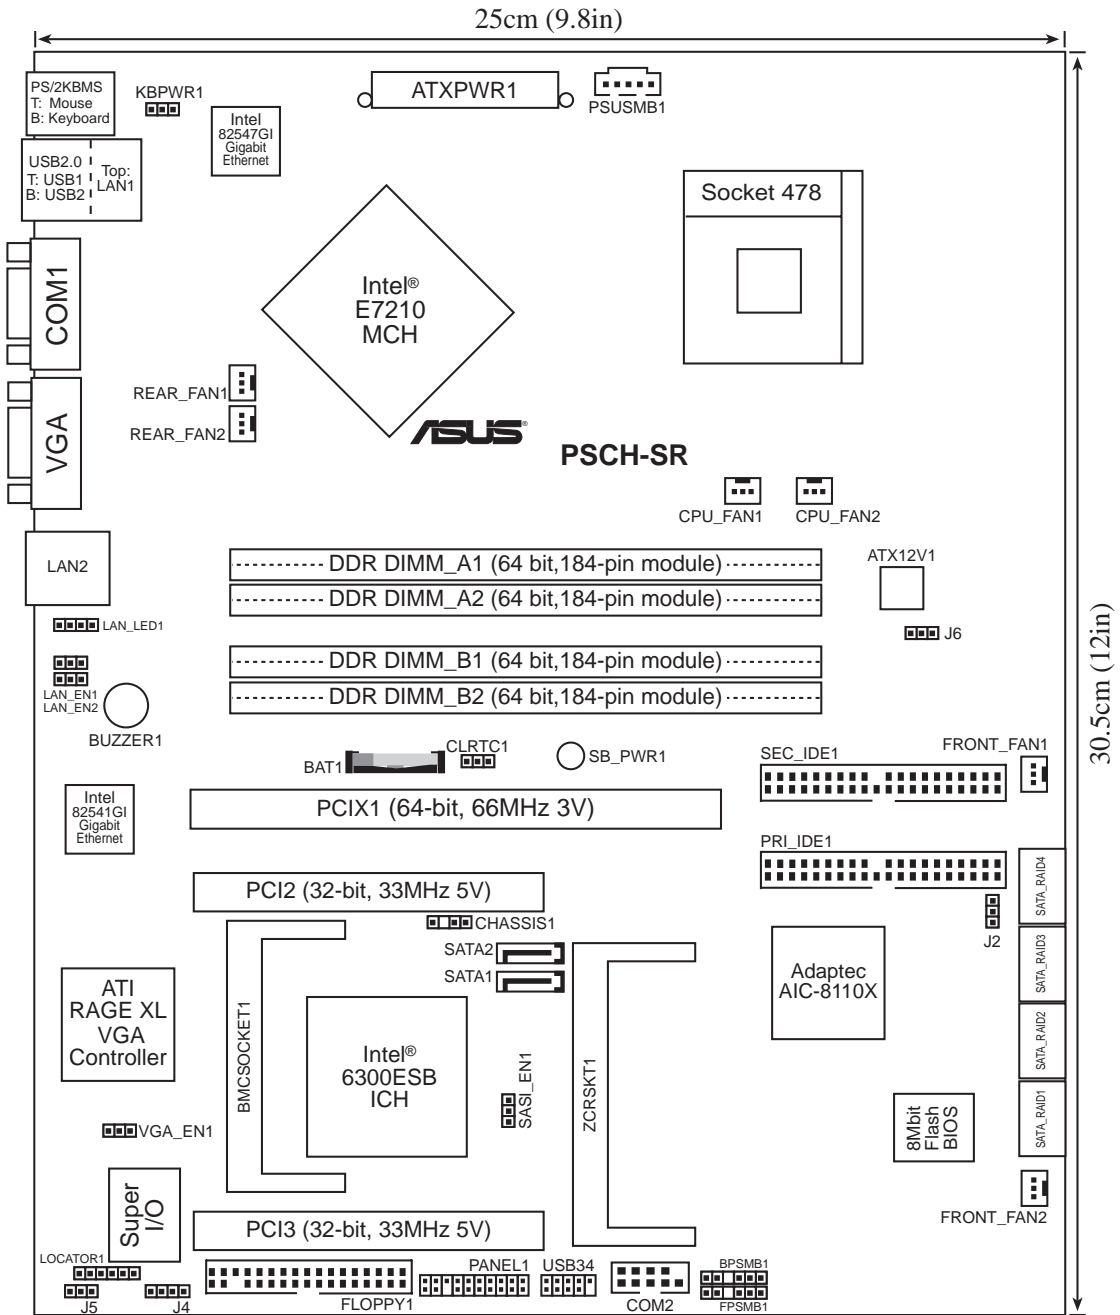 25cm (9.8in)
PS/2KBMS
T: Mouse
B: Keyboard
KBPWR1
Intel
82547GI
Gigabit
Ethernet
ATXPWR1
PSUSMB1
USB2.0
T: USB1
B: USB2
Top:
LAN1
Socket 478
COM1
Intel®
E7210
MCH
REAR_FAN1
REAR_FAN2
VGA
ASUS®
PSCH-SR
CPU_FAN1
CPU_FAN2
LAN2
DDR DIMM_A1 (64 bit,184-pin module)
DDR DIMM_A2 (64 bit,184-pin module)
ATX12V1
LAN_LED1
J6
30.5cm (12in)
DDR DIMM_B1 (64 bit,184-pin module)
DDR DIMM_B2 (64 bit,184-pin module)
LAN_EN1
LAN_EN2
BUZZER1
BAT1
CLRTC1
SB_PWR1
SEC_IDE1
FRONT_FAN1
Intel
82541GI
Gigabit
Ethernet
PCIX1 (64-bit, 66MHz 3V)
PRI_IDE1
PCI2 (32-bit, 33MHz 5V)
SATA_RAID4
CHASSIS1
J2
SATA2
SATA1
SATA_RAID3
ATI
RAGE XL
VGA
Controller
BMCSOCKET1
Adaptec
AIC-8110X
SATA_RAID2
Intel®
6300ESB
ICH
SASI_EN1
ZCRSKT1
SATA_RAID1
VGA_EN1
8Mbit
Flash
BIOS
Super
I/O
FRONT_FAN2
PCI3 (32-bit, 33MHz 5V)
LOCATOR1
J5
J4
FLOPPY1
PANEL1
USB34
COM2
BPSMB1
FPSMB1